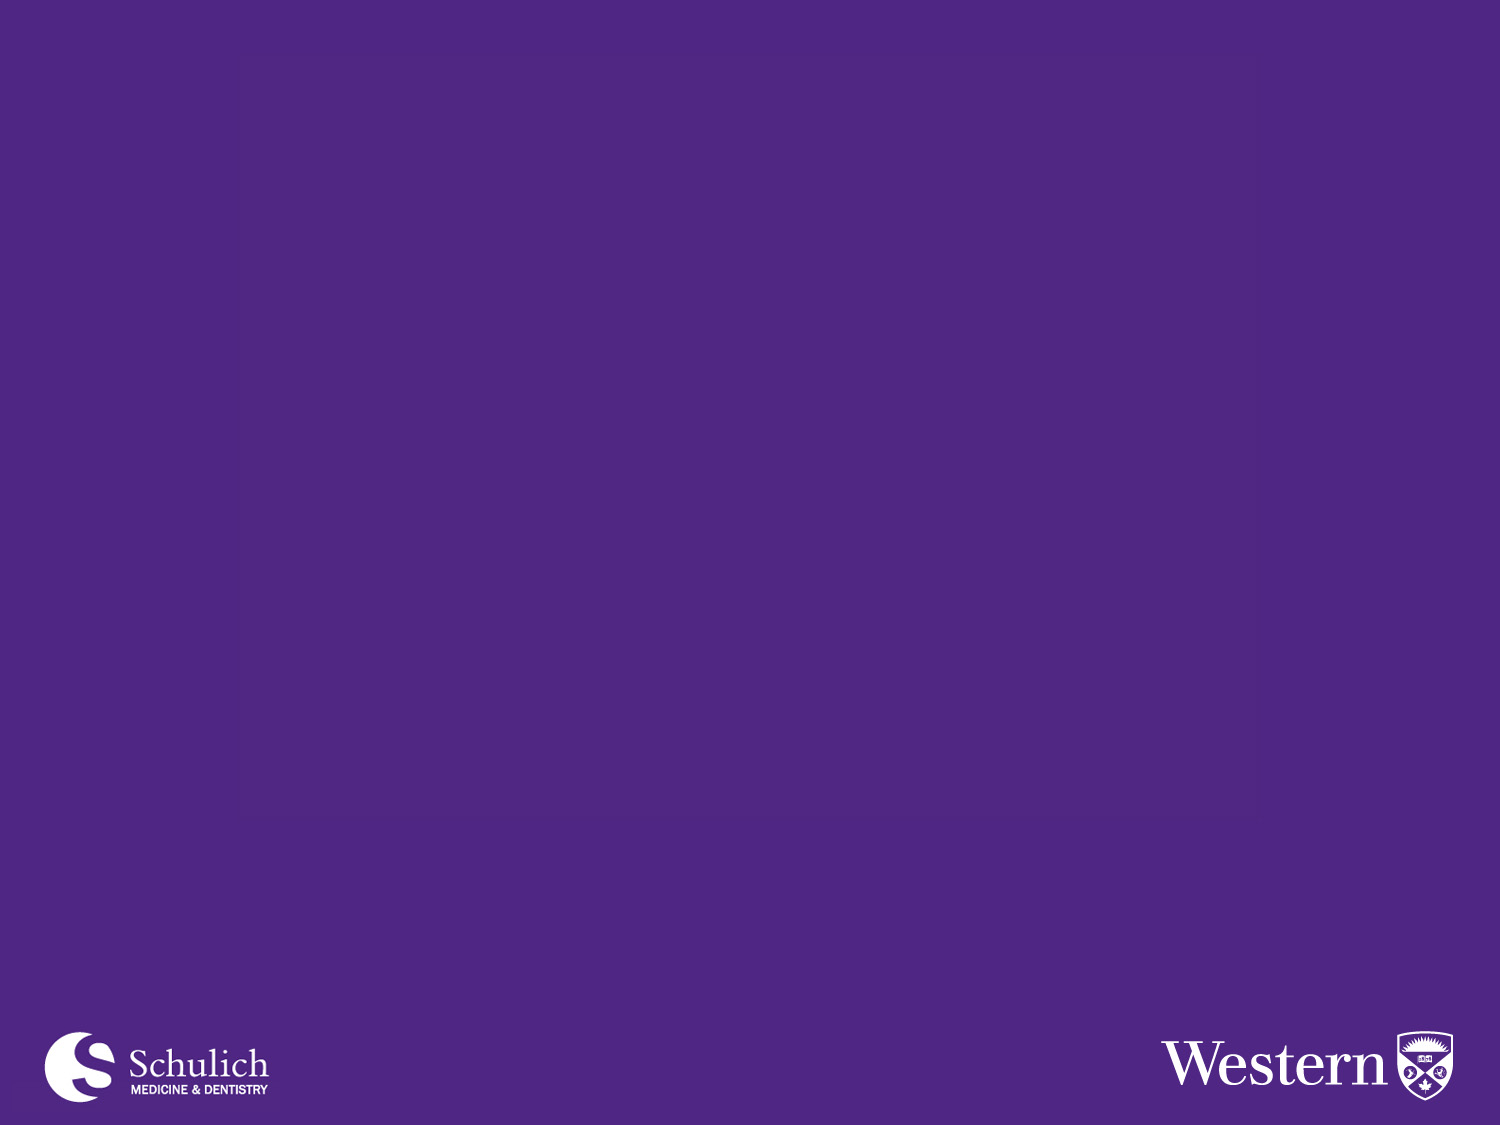 Schulich
MEDICINE & DENTISTRY
Western